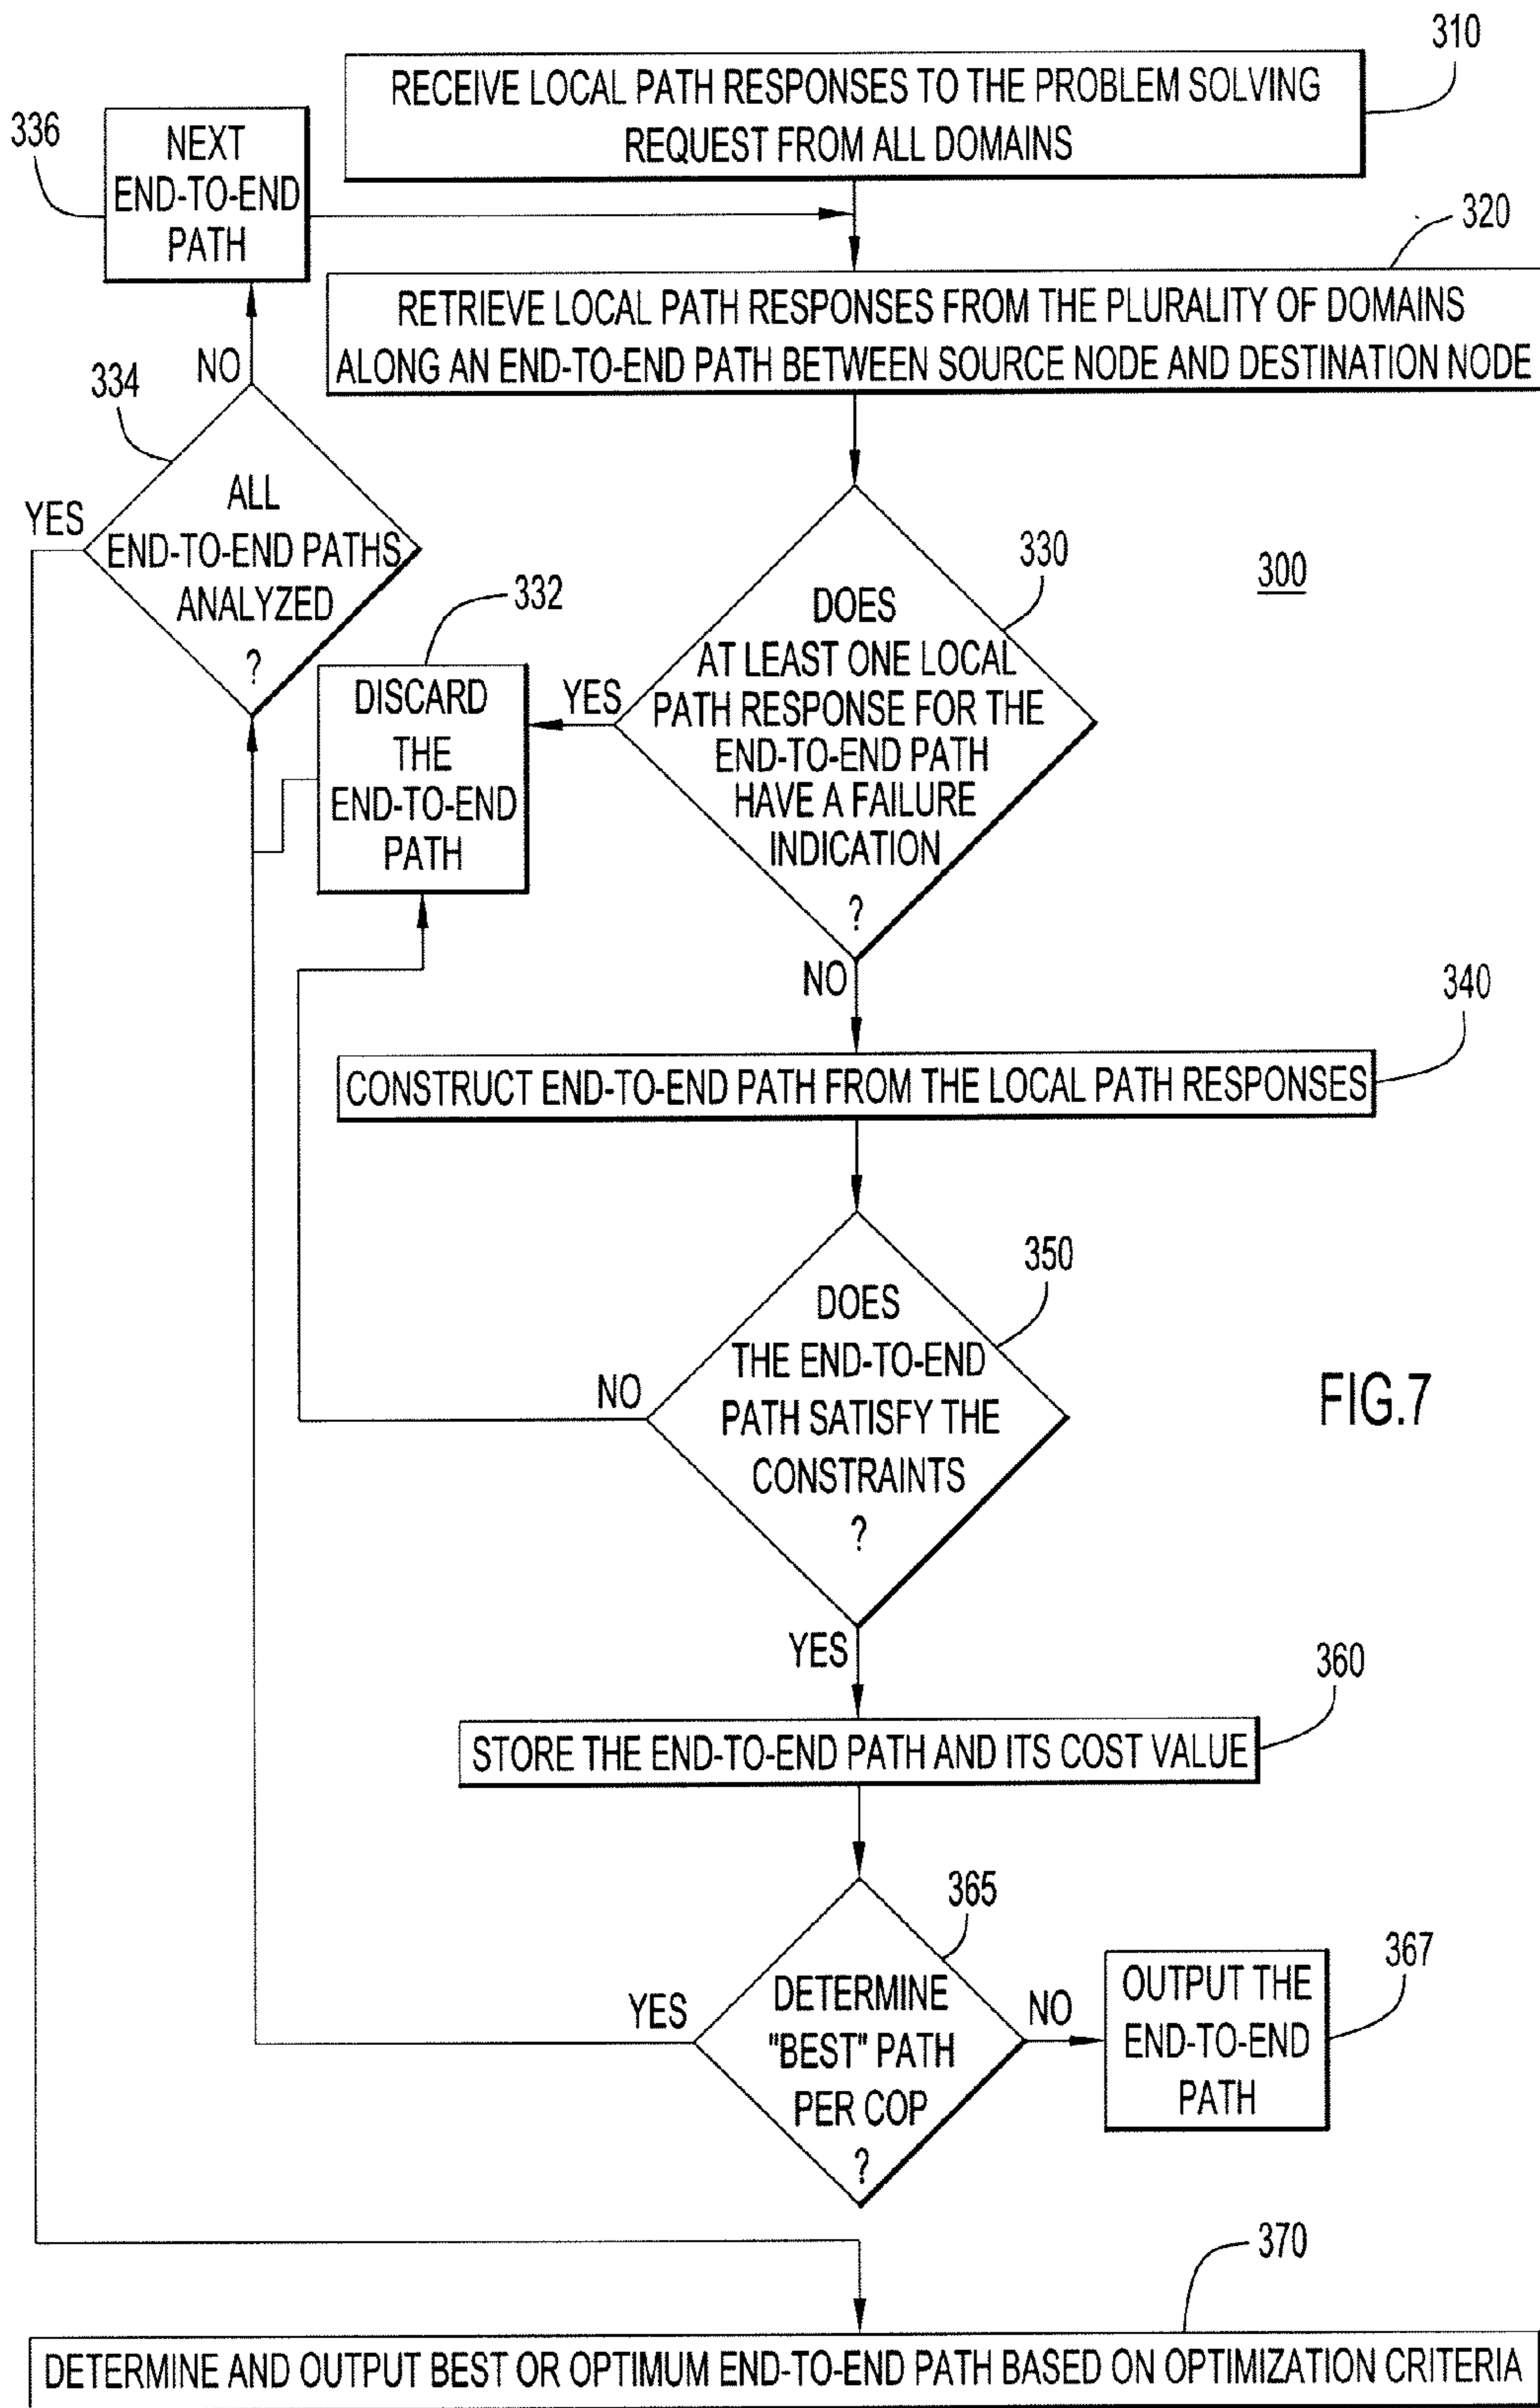 310
RECEIVE LOCAL PATH RESPONSES TO THE PROBLEM SOLVING
REQUEST FROM ALL DOMAINS
336
NEXT
END-TO-END
PATH
320
RETRIEVE LOCAL PATH RESPONSES FROM THE PLURALITY OF DOMAINS
ALONG AN END-TO-END PATH BETWEEN SOURCE NODE AND DESTINATION NODE
NO
334
YES
ALL
END-TO-END PATHS
ANALYZED
?
330
300
DOES
AT LEAST ONE LOCAL
PATH RESPONSE FOR THE
END-TO-END PATH
HAVE A FAILURE
INDICATION
?
332
YES
DISCARD
THE
END-TO-END
PATH
NO
340
CONSTRUCT END-TO-END PATH FROM THE LOCAL PATH RESPONSES
350
DOES
THE END-TO-END
PATH SATISFY THE
CONSTRAINTS
?
NO
FIG.7
YES
360
STORE THE END-TO-END PATH AND ITS COST VALUE
365
DETERMINE
"BEST" PATH
PER COP
?
YES
NO
367
OUTPUT THE
END-TO-END
PATH
370
DETERMINE AND OUTPUT BEST OR OPTIMUM END-TO-END PATH BASED ON OPTIMIZATION CRITERIA